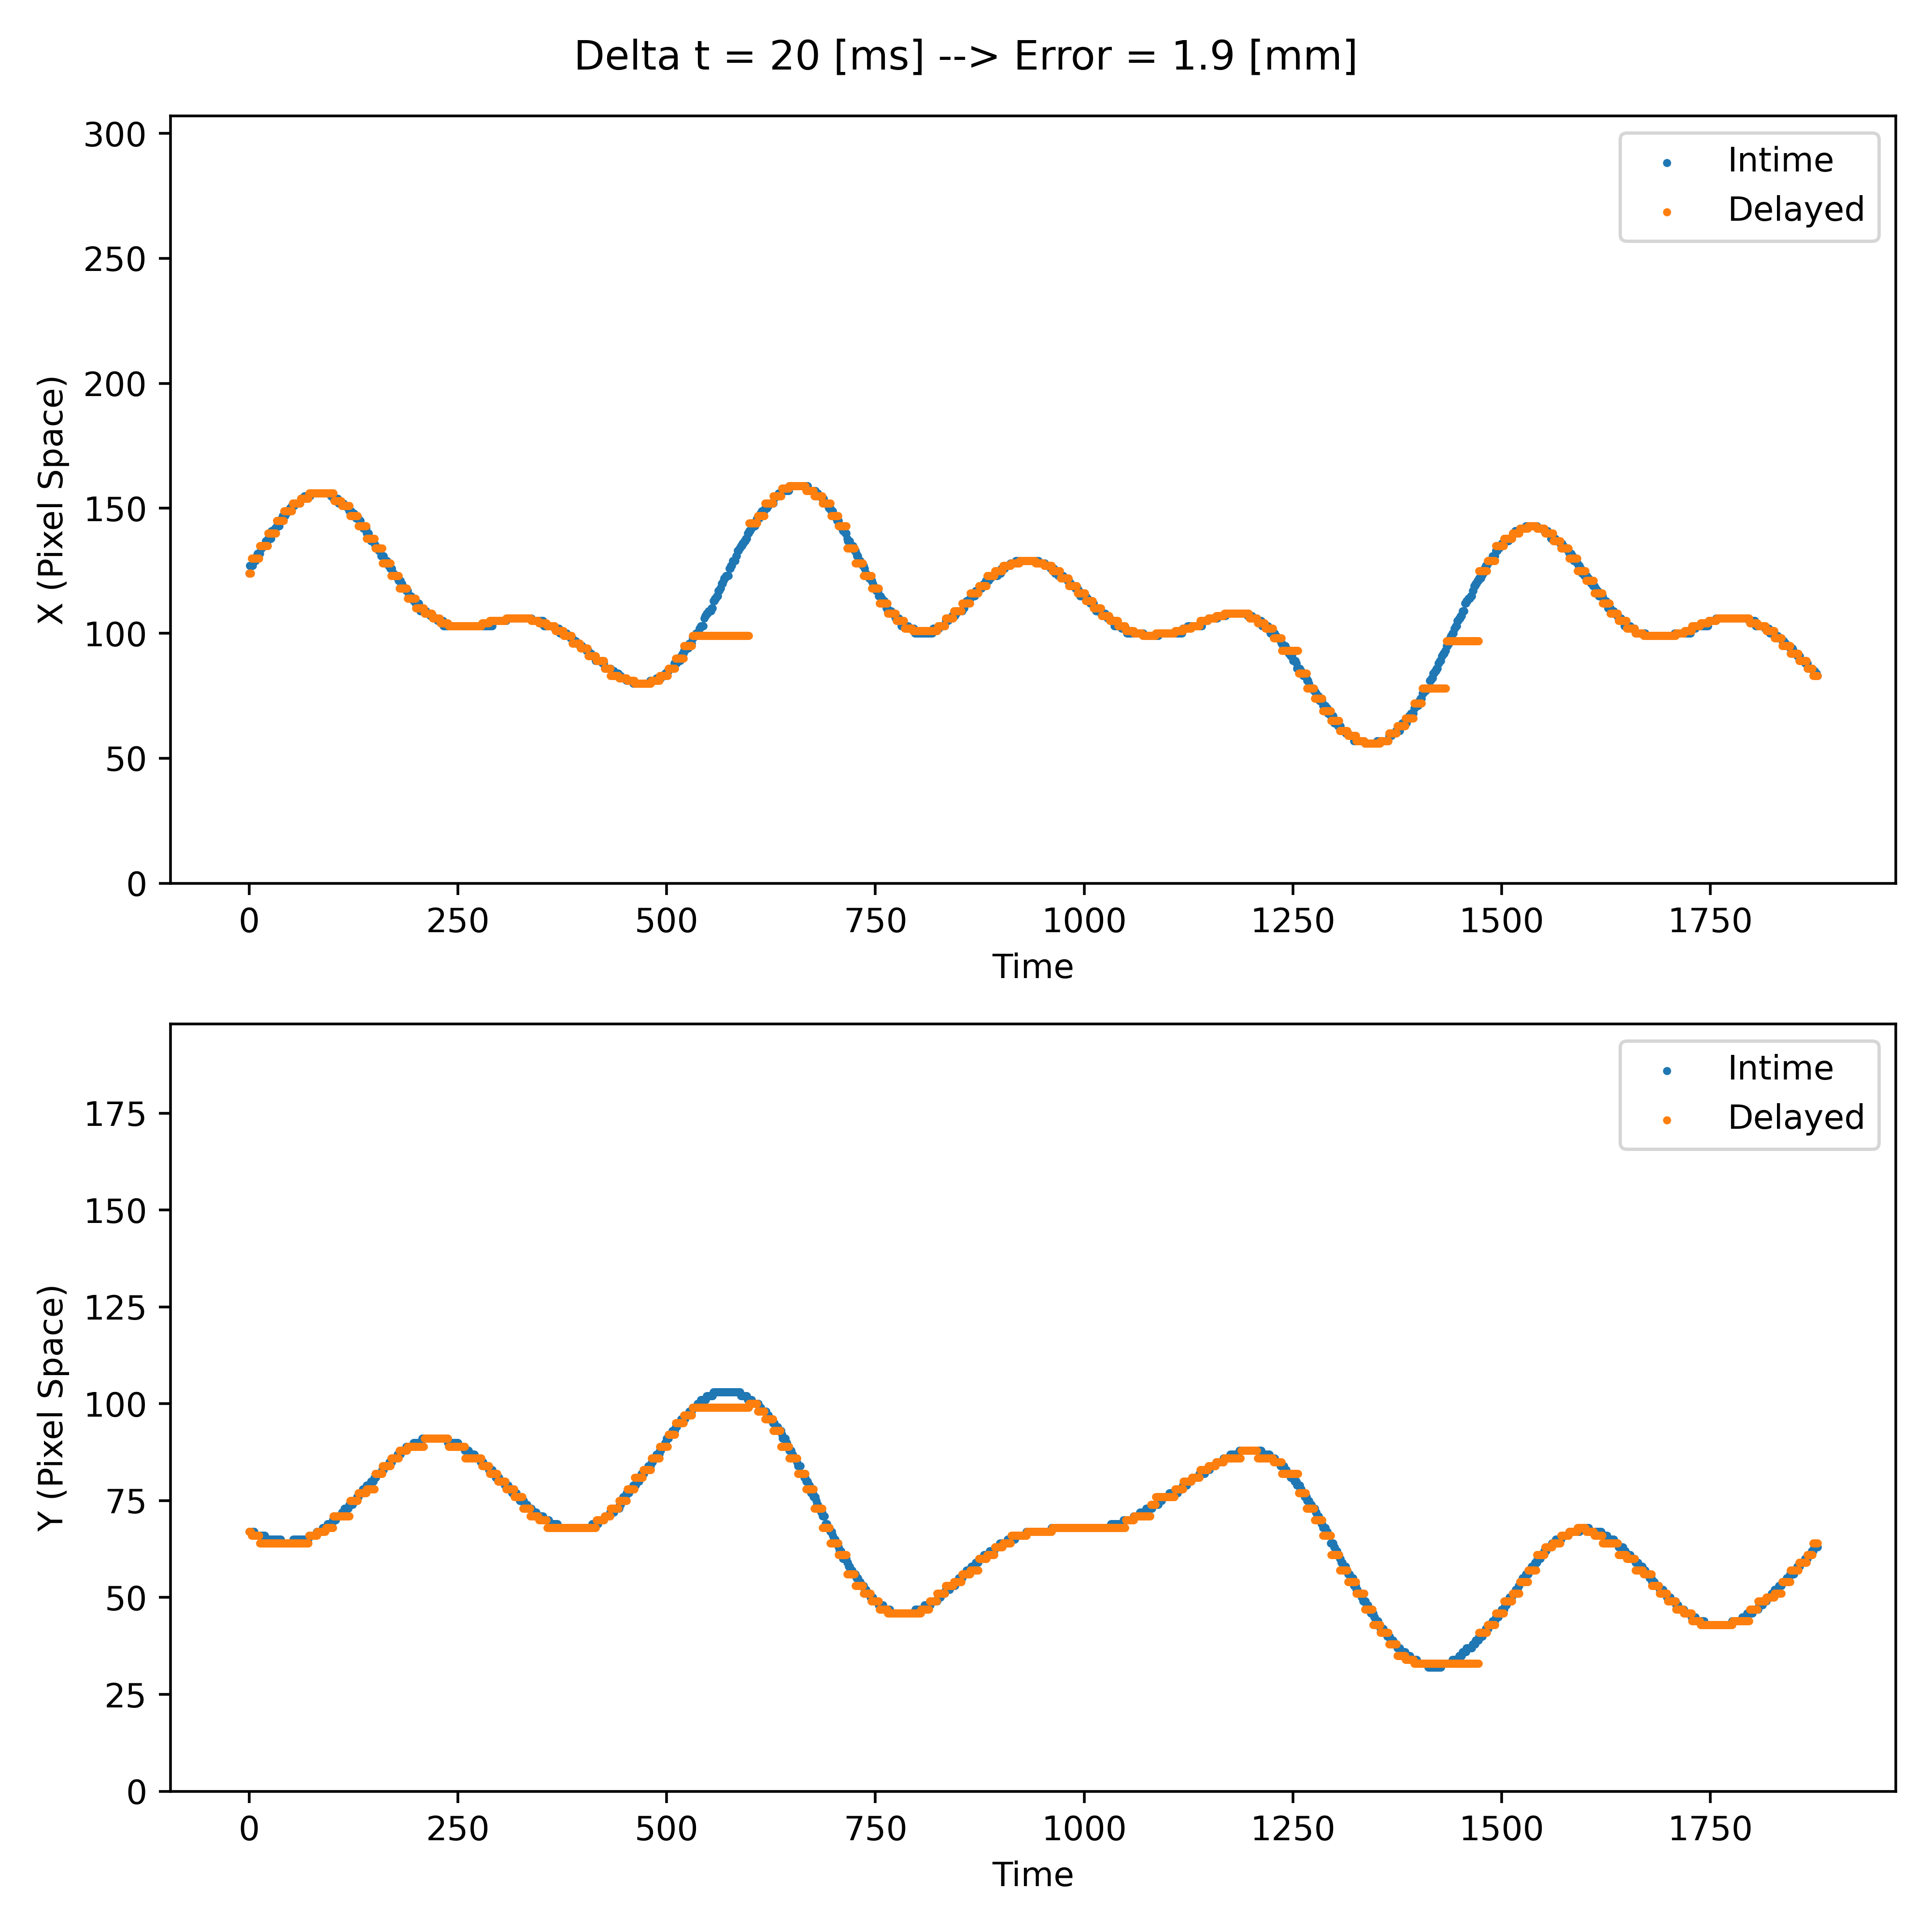 Delta t = 20 [ms] --> Error = 1.9 [mm]
300
250
200
150
100
50
0
X (Pixel Space)
Intime
Delayed
0 250 500 750 1000 1250 1500 1750
Time
175
150
125
100
75
50
25
0
Y (Pixel Space)
Intime
Delayed
0 250 500 750 1000 1250 1500 1750
Time